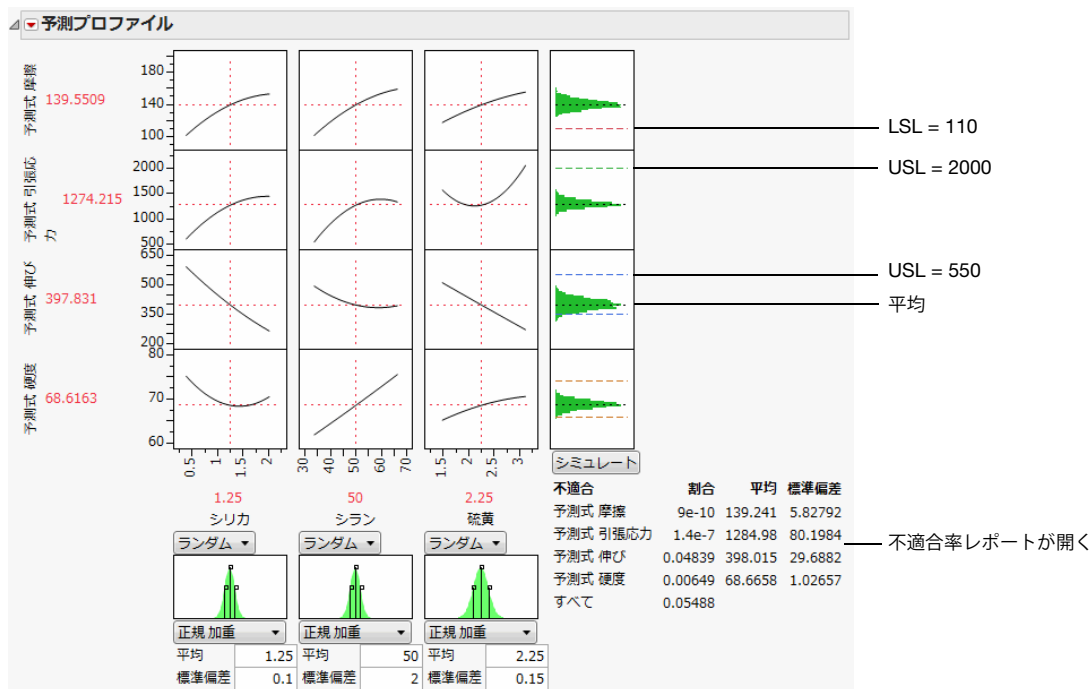 予測プロファイル
予測式 摩擦
139.5509
180
140
100
LSL = 110
予測式 引張応力
1274.215
2000
1500
1000
500
USL = 2000
予測式 伸び
397.831
650
500
350
200
USL = 550
平均
予測式 硬度
68.6163
80
70
60
0.5 1 1.5 2
30 40 50 60 70
1.5 2 2.5 3
シミュレート
1.25 50 2.25
シリカ シラン 硫黄
ランダム ランダム ランダム
不適合 割合 平均 標準偏差
予測式 摩擦 9e-10 139.241 5.82792
予測式 引張応力 1.4e-7 1284.98 80.1984
予測式 伸び 0.04839 398.015 29.6882
予測式 硬度 0.00649 68.6658 1.02657
すべて 0.05488
不適合率レポートが開く
正規 加重 正規 加重 正規 加重
平均 1.25 平均 50 平均 2.25
標準偏差 0.1 標準偏差 2 標準偏差 0.15